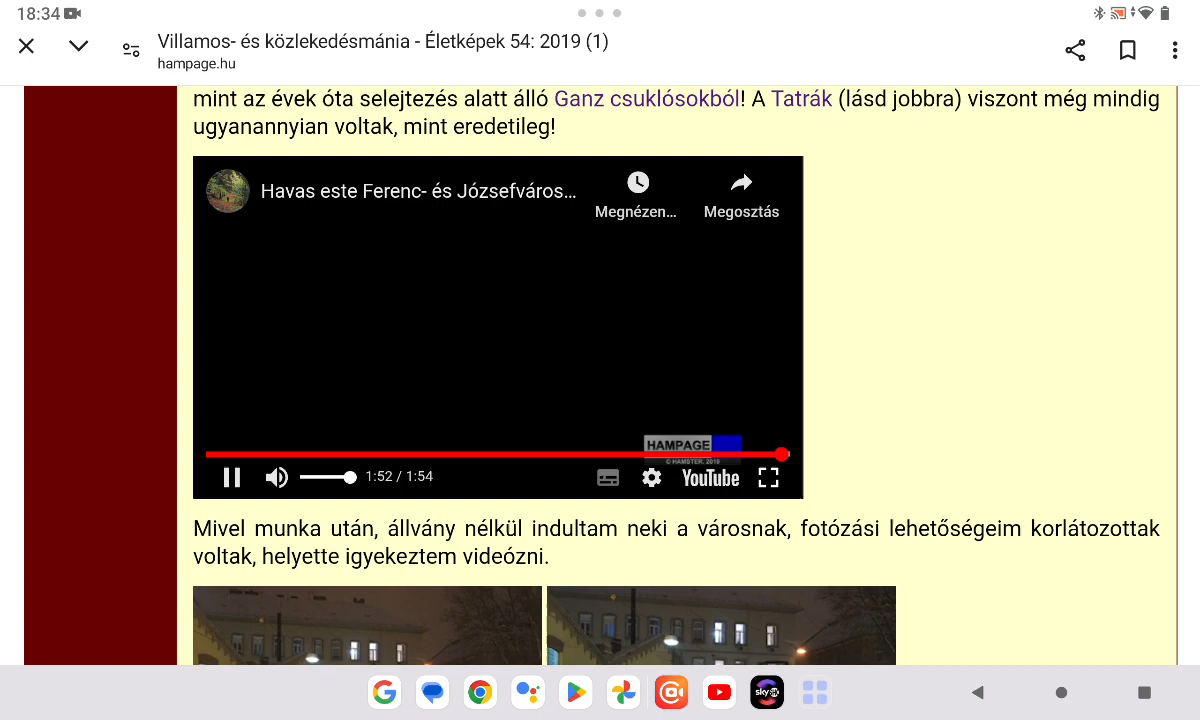 18:34
Villamos- és közlekedésmánia - Életképek 54: 2019 (1)
hampage.hu
mint az évek óta selejtezés alatt álló Ganz csuklósokból! A Tatrák (lásd jobbra) viszont még mindig
ugyanannyian voltak, mint eredetileg!
Havas este Ferenc- és Józsefváros...
Megnézen...
Megosztás
HAMPAGE
© HAMSTER, 2019
1:52 / 1:54
YouTube
Mivel munka után, állvány nélkül indultam neki a városnak, fotózási lehetőségeim korlátozottak
voltak, helyette igyekeztem videózni.
sky